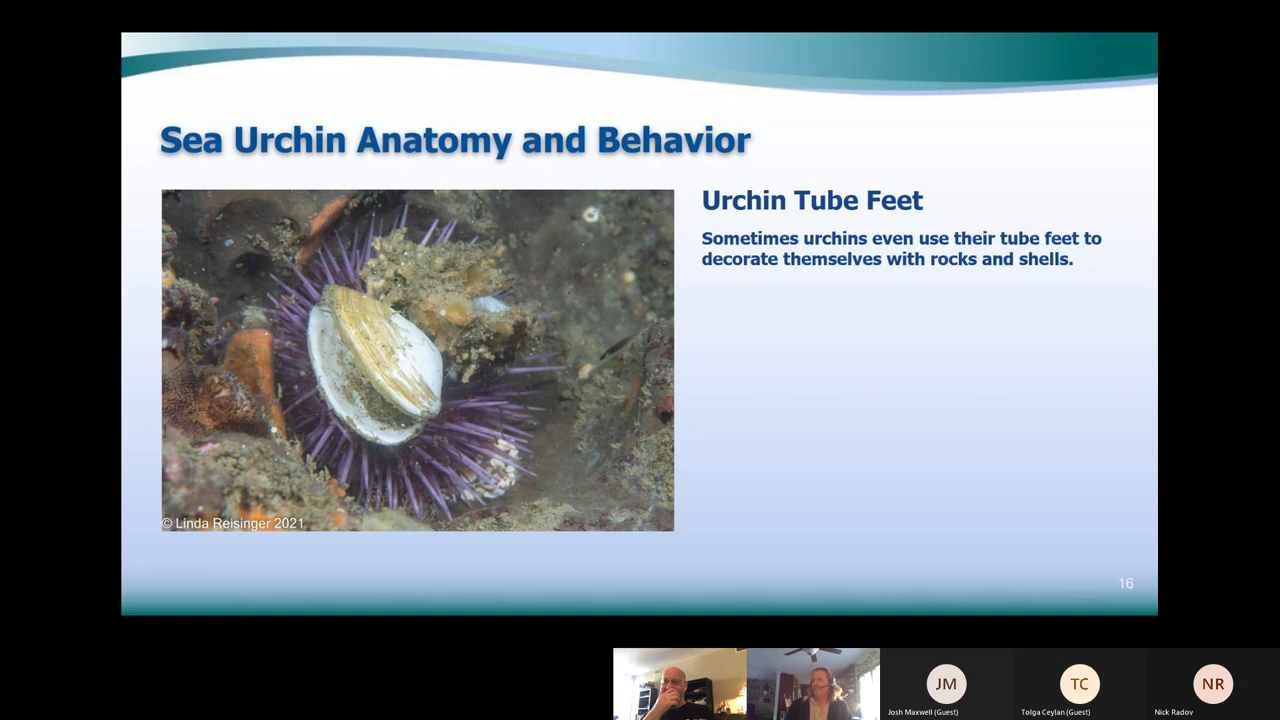 Sea Urchin Anatomy and Behavior
Urchin Tube Feet
Sometimes urchins even use their tube feet to
decorate themselves with rocks and shells.
© Linda Reisinger 2021
16
JM
TC
NR
Josh Maxwell (Guest)
Tolga Ceylan (Guest)
Nick Radov